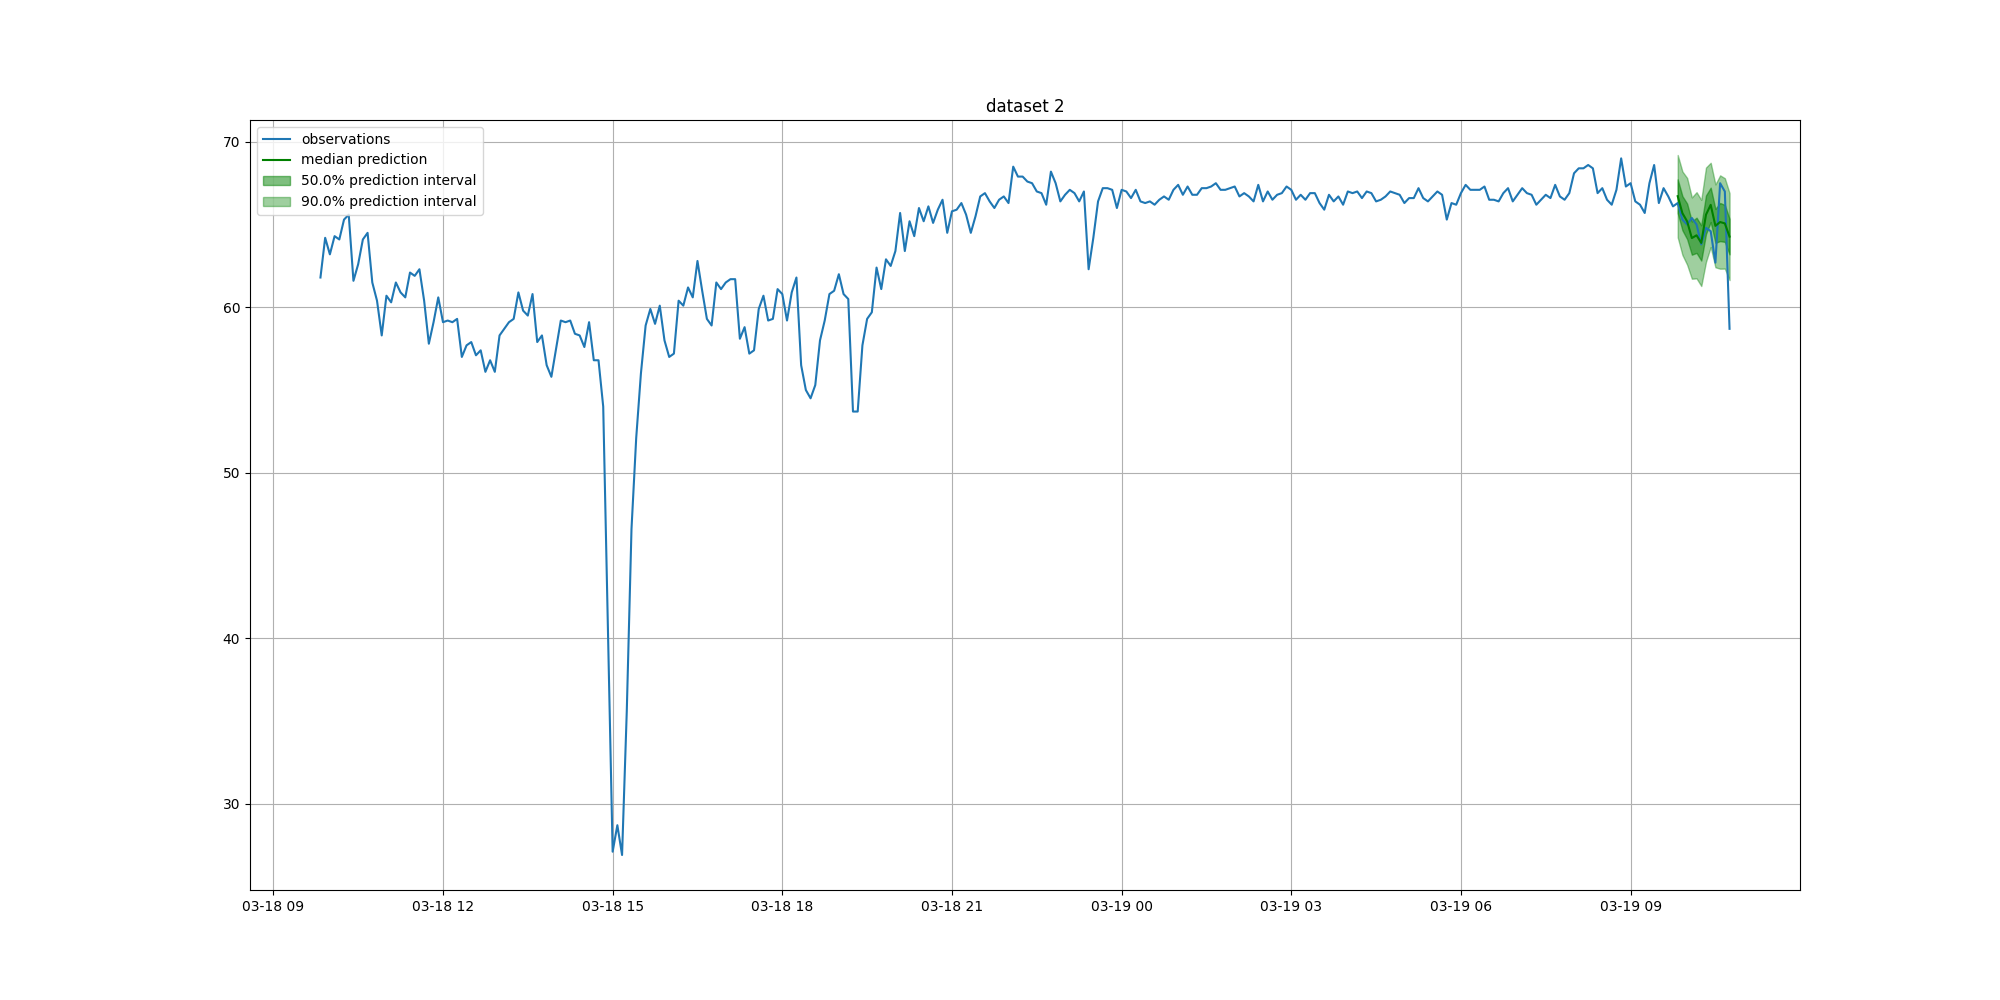 dataset 2
observations
median prediction
50.0% prediction interval
90.0% prediction interval
70
60
50
40
30
03-18 09 03-18 12 03-18 15 03-18 18 03-18 21 03-19 00 03-19 03 03-19 06 03-19 09